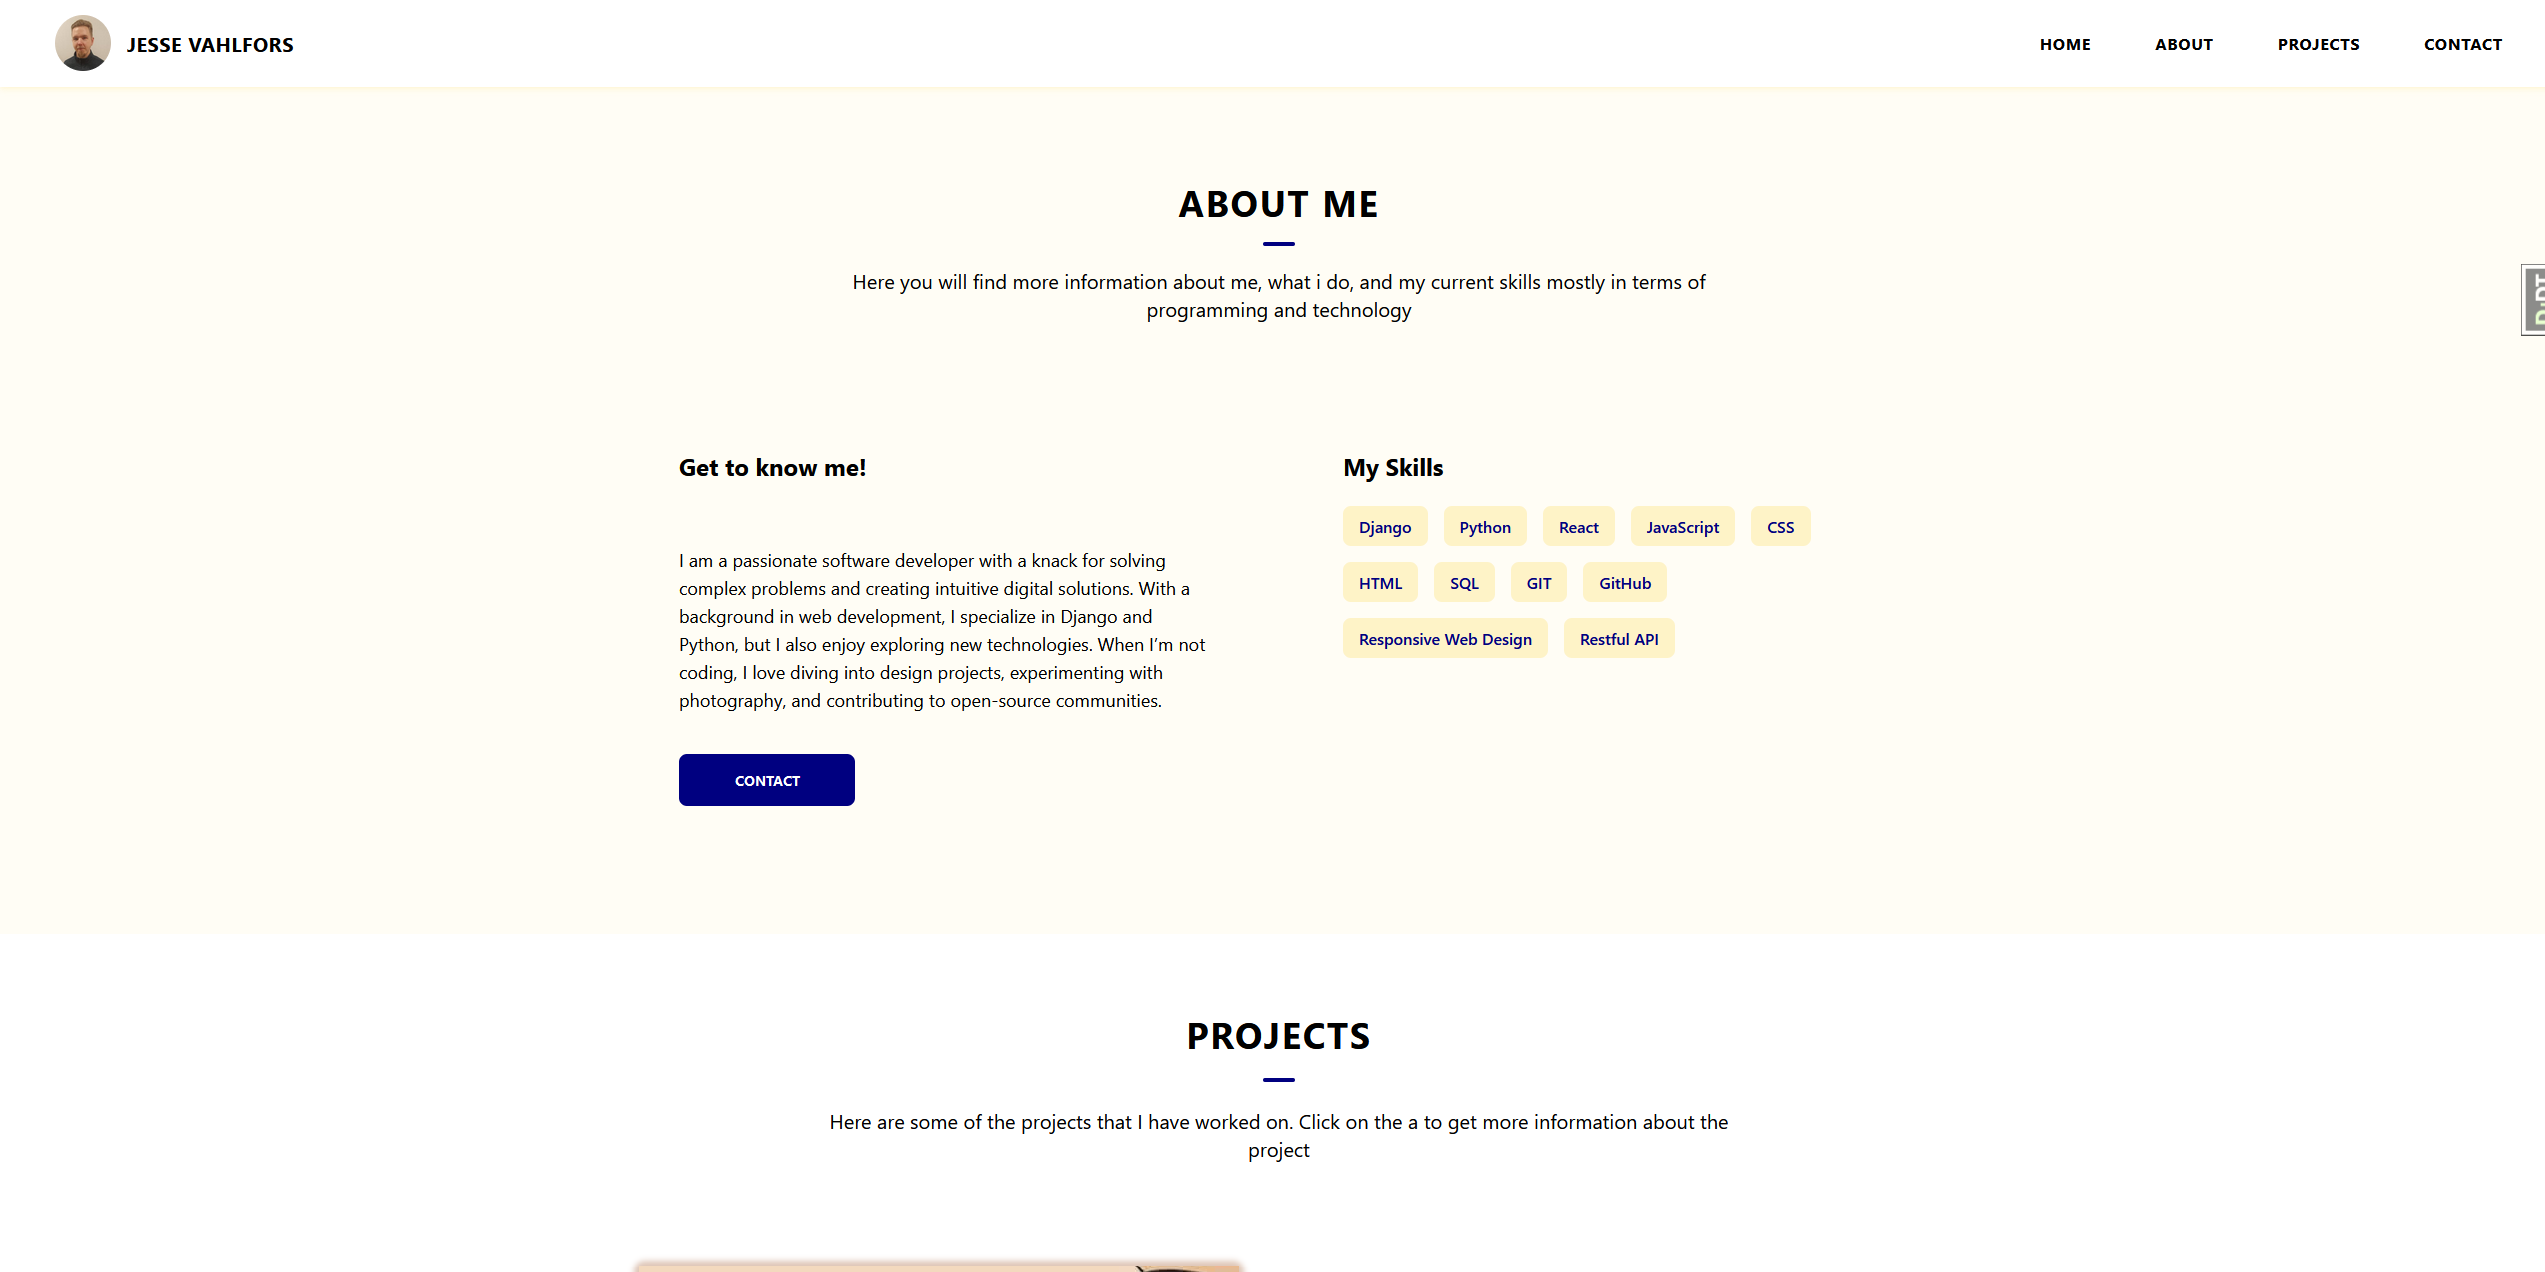 JESSE VAHLFORS
HOME
ABOUT
PROJECTS
CONTACT
ABOUT ME
Here you will find more information about me, what i do, and my current skills mostly in terms of
programming and technology
DjDT
Get to know me!
I am a passionate software developer with a knack for solving
complex problems and creating intuitive digital solutions. With a
background in web development, I specialize in Django and
Python, but I also enjoy exploring new technologies. When I’m not
coding, I love diving into design projects, experimenting with
photography, and contributing to open-source communities.
CONTACT
My Skills
Django
Python
React
JavaScript
CSS
HTML
SQL
GIT
GitHub
Responsive Web Design
Restful API
PROJECTS
Here are some of the projects that I have worked on. Click on the a to get more information about the
project